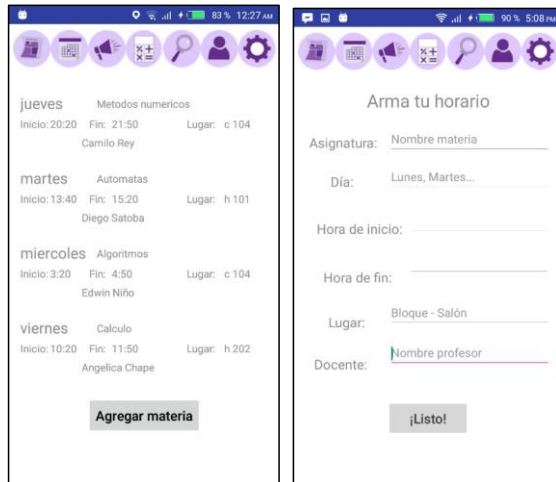 83 % 12:27 AM
jueves Metodos numericos
Inicio: 20:20 Fin: 21:50 Lugar: c 104
Camilo Rey
martes Automatas
Inicio: 13:40 Fin: 15:20 Lugar: h 101
Diego Satoba
miercoles Algoritmos
Inicio: 3:20 Fin: 4:50 Lugar: c 104
Edwin Niño
viernes Calculo
Inicio: 10:20 Fin: 11:50 Lugar: h 202
Angelica Chape
Agregar materia
90 % 5:08 PM
Arma tu horario
Asignatura: Nombre materia
Día: Lunes, Martes...
Hora de inicio:
Hora de fin:
Lugar: Bloque - Salón
Docente: Nombre profesor
¡Listo!